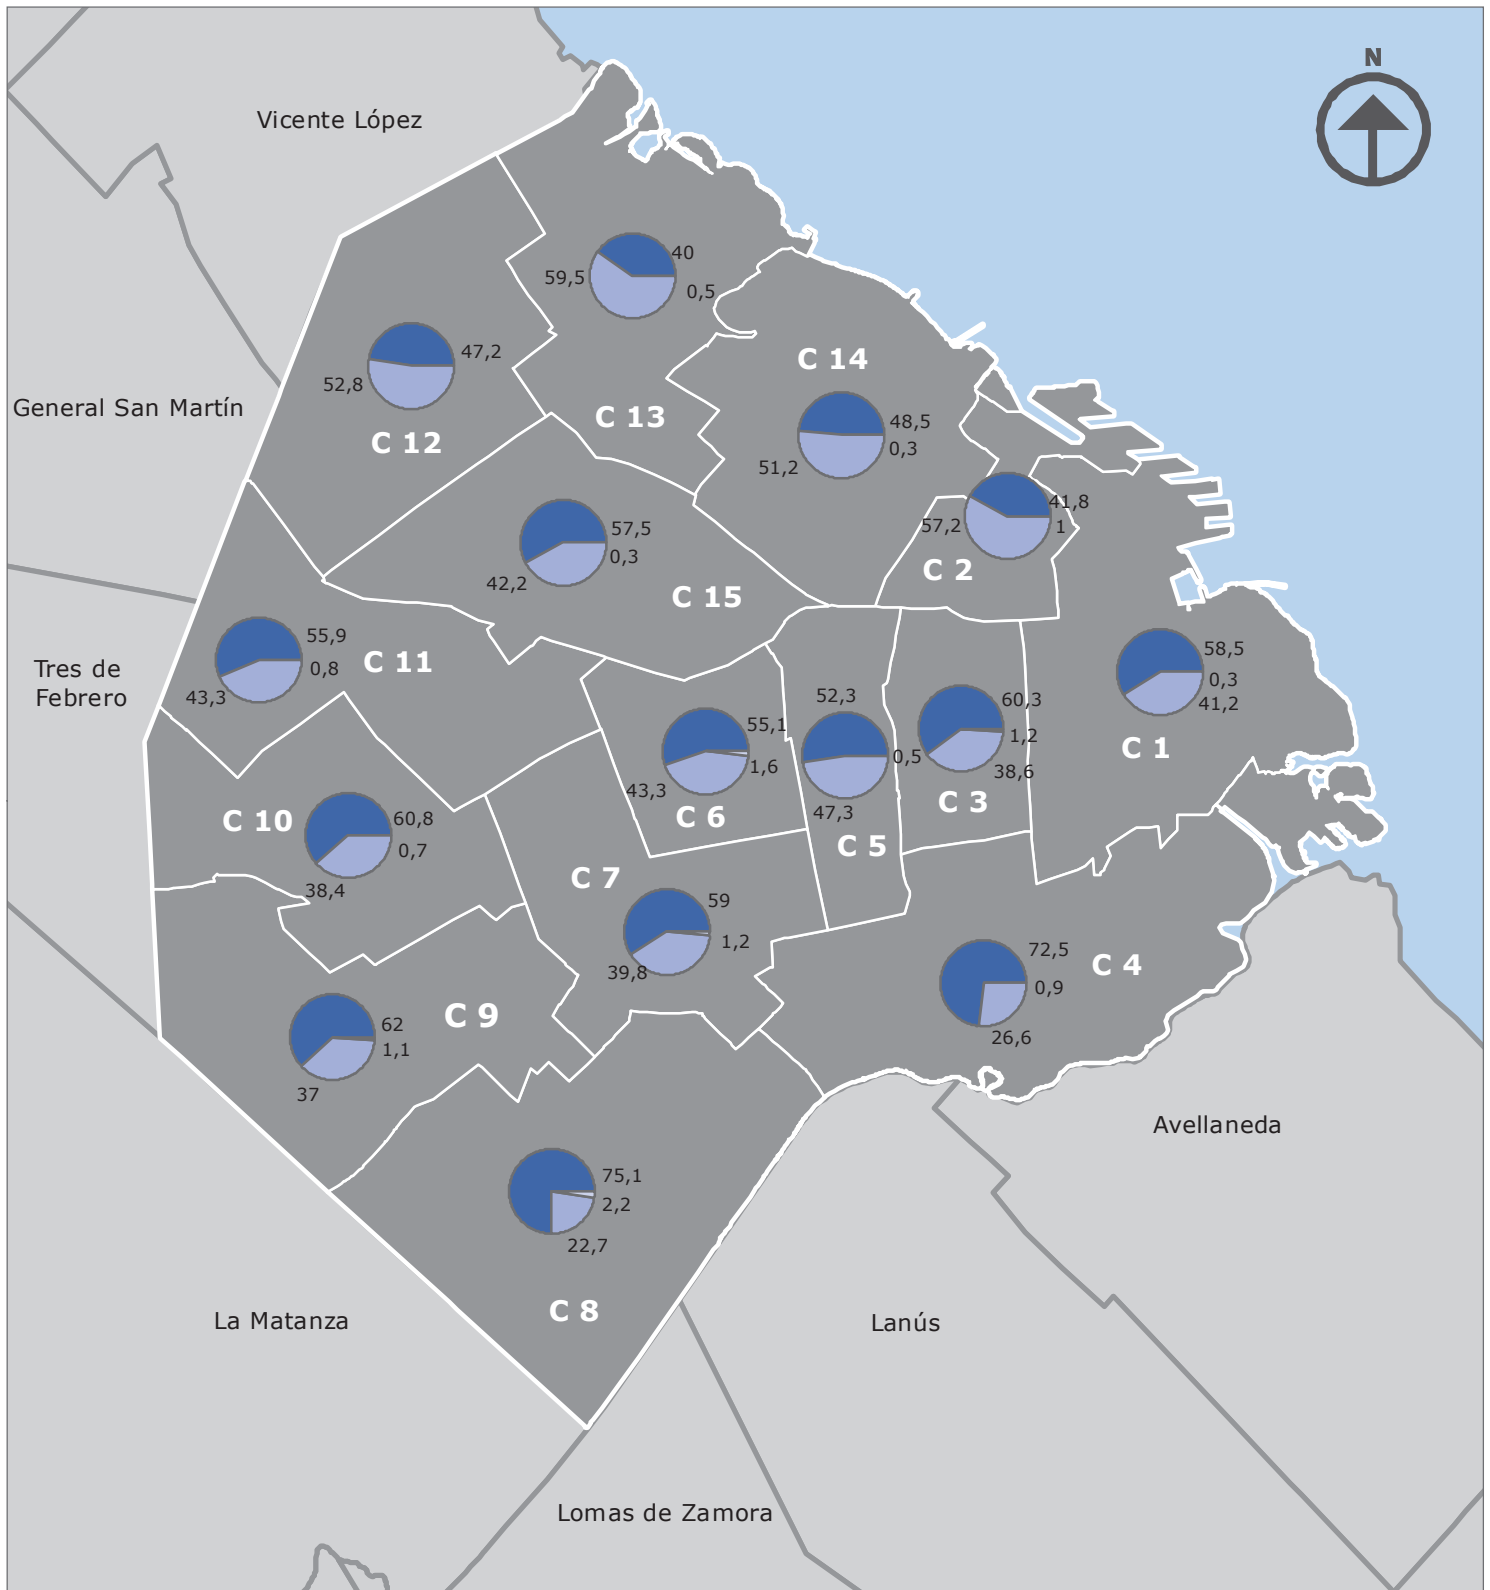 N
Vicente López
40
59,5
0,5
C 13
47,2
52,8
C 12
General San Martín
C 14
48,5
0,3
51,2
41,8
1
57,2
C 2
57,5
0,3
42,2
C 15
55,9
0,8
43,3
C 11
Tres de
Febrero
58,5
0,3
41,2
C 1
60,3
1,2
38,6
C 3
52,3
0,5
47,3
C 5
55,1
1,6
43,3
C 6
C 10
60,8
0,7
38,4
C 7
59
1,2
39,8
72,5
0,9
26,6
C 4
C 9
62
1,1
37
75,1
2,2
22,7
C 8
Avellaneda
La Matanza
Lanús
Lomas de Zamora